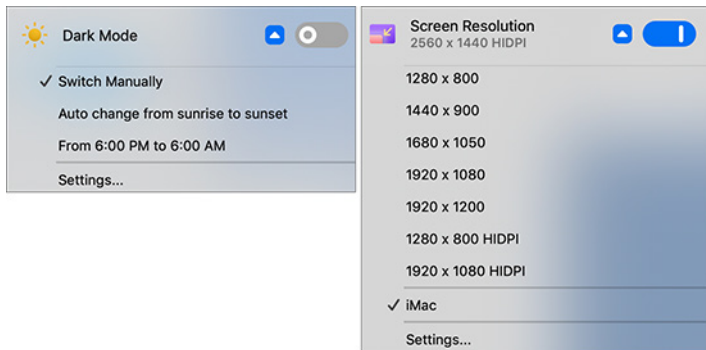 Dark Mode
✓ Switch Manually
Auto change from sunrise to sunset
From 6:00 PM to 6:00 AM
Settings...
Screen Resolution
2560 x 1440 HIDPI
1280 x 800
1440 x 900
1680 x 1050
1920 x 1080
1920 x 1200
1280 x 800 HIDPI
1920 x 1080 HIDPI
✓ iMac
Settings...